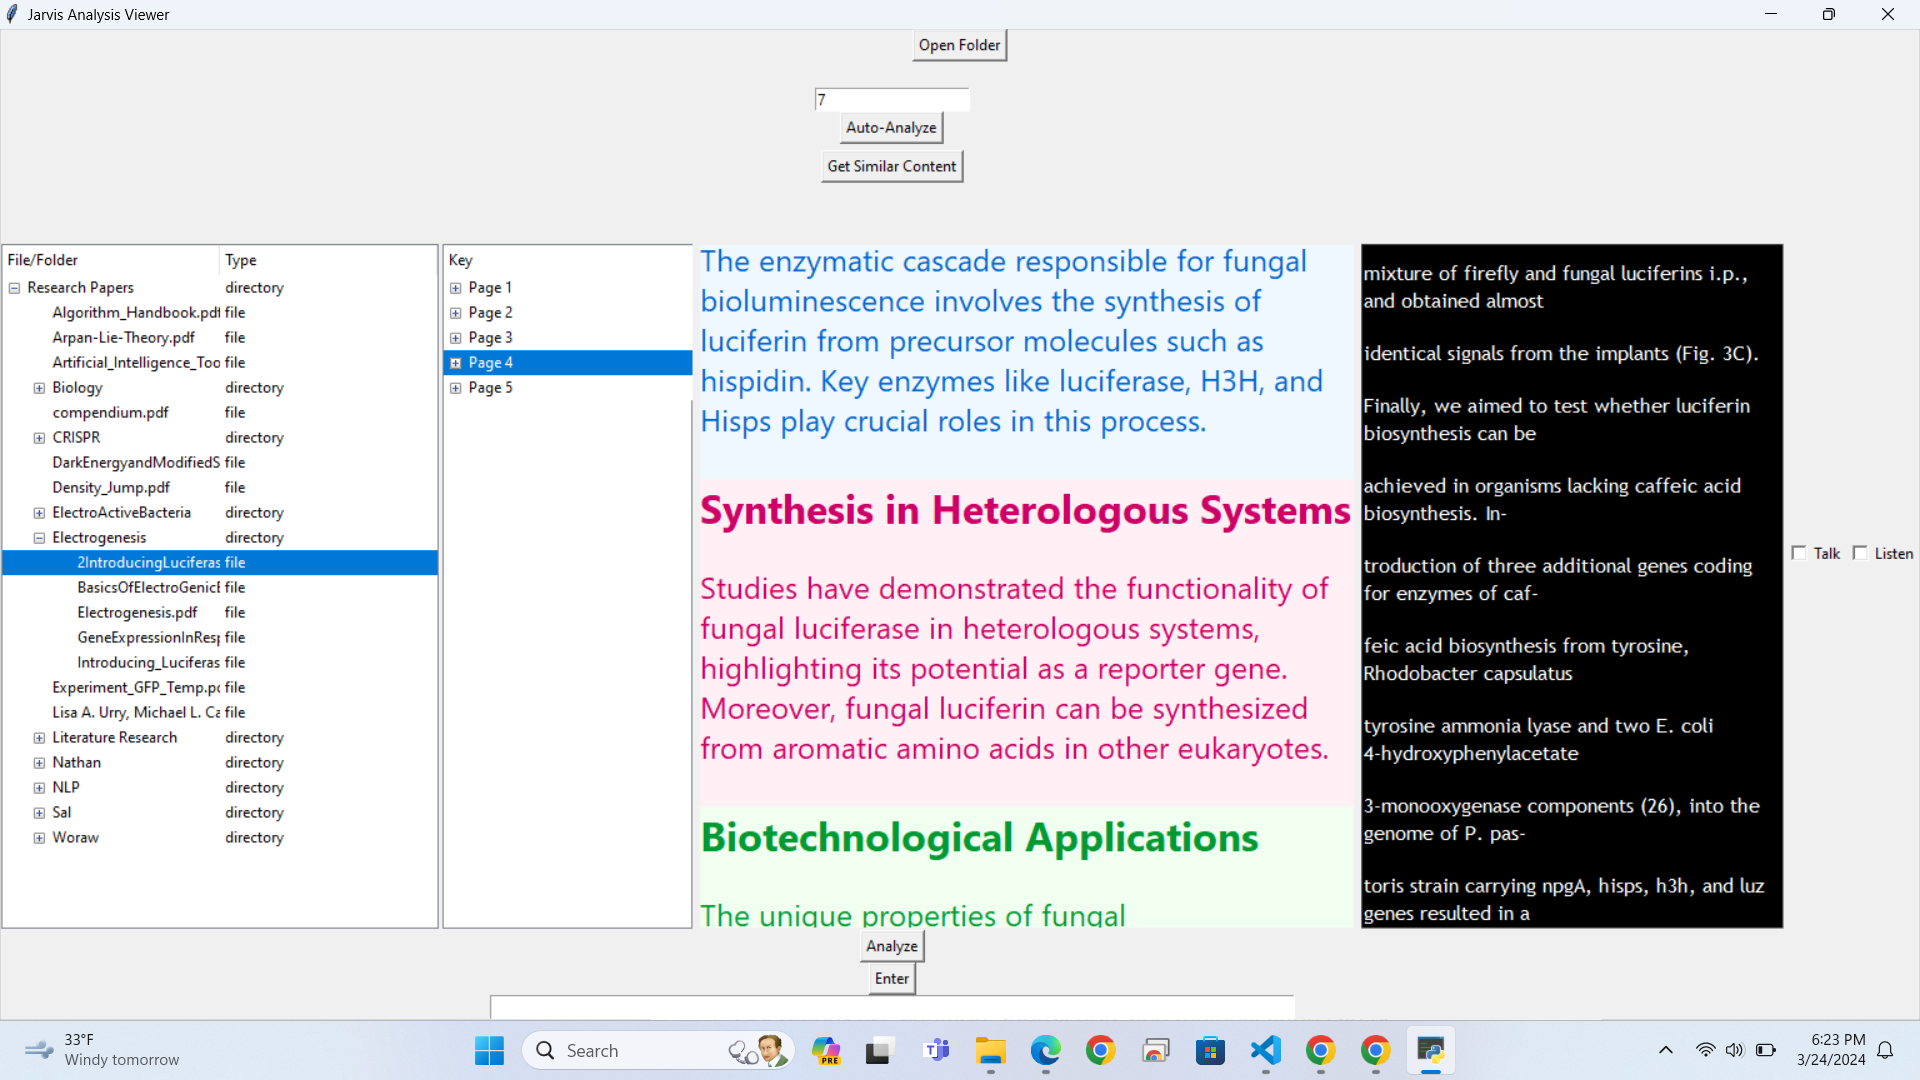 Jarvis Analysis Viewer
Open Folder
7
Auto-Analyze
Get Similar Content
File/Folder Type
Research Papers directory
Algorithm_Handbook.pdf file
Arpan-Lie-Theory.pdf file
Artificial_Intelligence_Too file
Biology directory
compendium.pdf file
CRISPR directory
DarkEnergyandModifiedS file
Density_Jump.pdf file
ElectroActiveBacteria directory
Electrogenesis directory
2IntroducingLuciferas file
BasicsOfElectroGenicE file
Electrogenesis.pdf file
GeneExpressionInResp file
Introducing_Luciferas file
Experiment_GFP_Temp.pc file
Lisa A. Urry, Michael L. Ca file
Literature Research directory
Nathan directory
NLP directory
Sal directory
Woraw directory
Key
Page 1
Page 2
Page 3
Page 4
Page 5
The enzymatic cascade responsible for fungal
bioluminescence involves the synthesis of
luciferin from precursor molecules such as
hispidin. Key enzymes like luciferase, H3H, and
Hisps play crucial roles in this process.
Synthesis in Heterologous Systems
Studies have demonstrated the functionality of
fungal luciferase in heterologous systems,
highlighting its potential as a reporter gene.
Moreover, fungal luciferin can be synthesized
from aromatic amino acids in other eukaryotes.
Biotechnological Applications
The unique properties of fungal
mixture of firefly and fungal luciferins i.p.,
and obtained almost
identical signals from the implants (Fig. 3C).
Finally, we aimed to test whether luciferin
biosynthesis can be
achieved in organisms lacking caffeic acid
biosynthesis. In-
troduction of three additional genes coding
for enzymes of caf-
feic acid biosynthesis from tyrosine,
Rhodobacter capsulatus
tyrosine ammonia lyase and two E. coli
4-hydroxyphenylacetate
3-monooxygenase components (26), into the
genome of P. pas-
toris strain carrying npgA, hisps, h3h, and luz
genes resulted in a
Talk Listen
Analyze
Enter
33°F
Windy tomorrow
Search
PRE
6:23 PM
3/24/2024